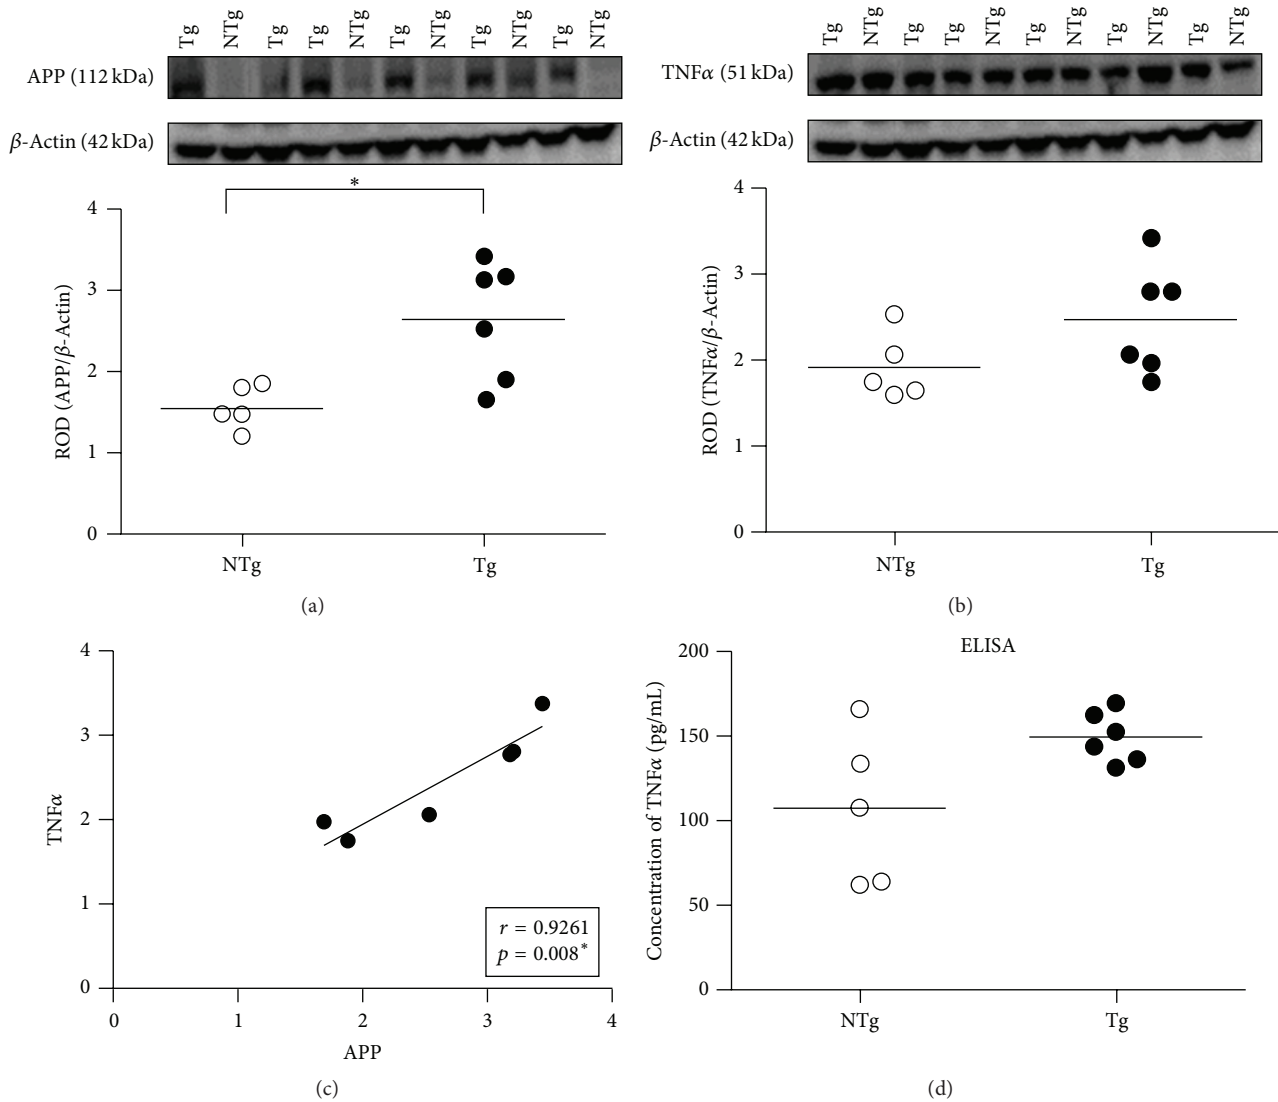 Tg NTg Tg Tg NTg Tg NTg Tg NTg Tg NTg
APP (112 kDa)
β-Actin (42 kDa)
*
4
3
2
1
0
ROD (APP/β-Actin)
NTg Tg
(a)
Tg NTg Tg Tg NTg Tg NTg Tg NTg Tg NTg
TNFα (51 kDa)
β-Actin (42 kDa)
4
3
2
1
0
ROD (TNFα/β-Actin)
NTg Tg
(b)
4
3
2
1
0
TNFα
r = 0.9261
p = 0.008*
0 1 2 3 4
APP
(c)
ELISA
200
150
100
50
0
Concentration of TNFα (pg/mL)
NTg Tg
(d)